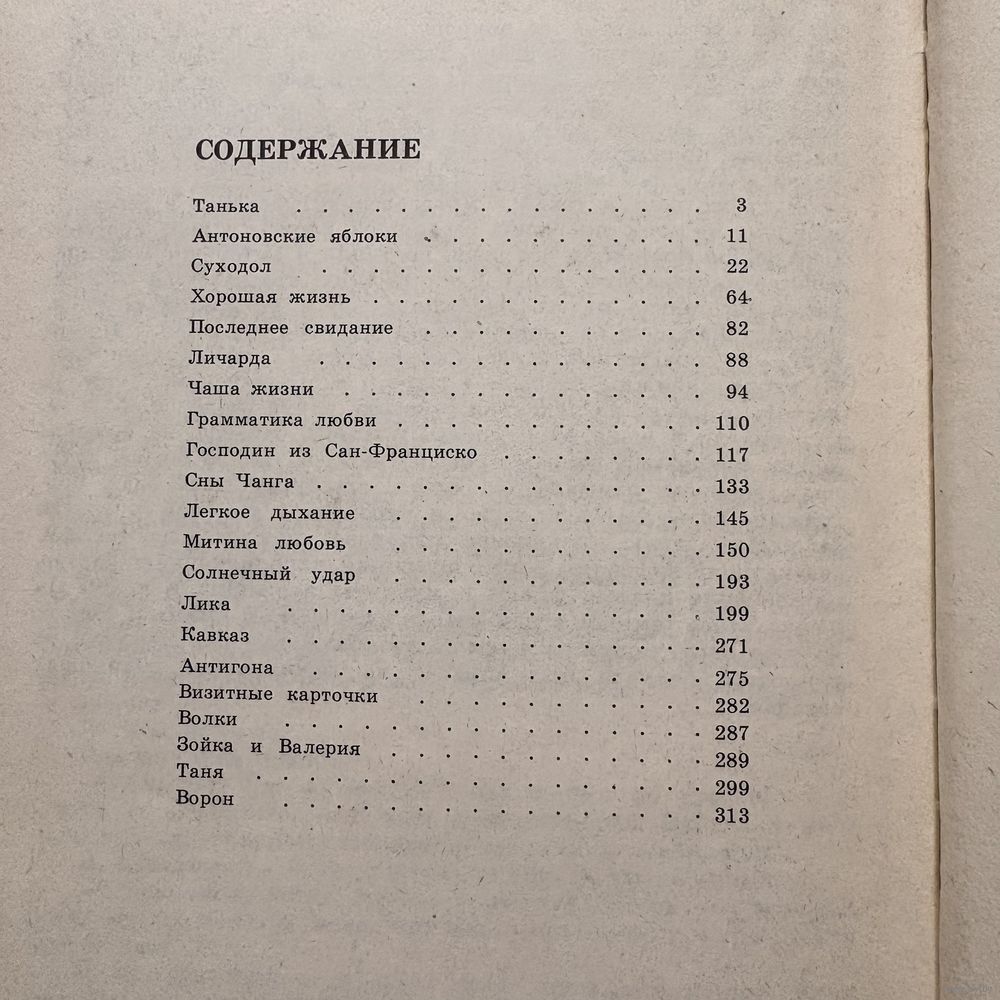 СОДЕРЖАНИЕ
Танька . . . . . . . . . . . . . . . . 3
Антоновские яблоки . . . . . . . . . . . 11
Суходол . . . . . . . . . . . . . . . 22
Хорошая жизнь . . . . . . . . . . . . . 64
Последнее свидание . . . . . . . . . . . 82
Личарда . . . . . . . . . . . . . . . 88
Чаша жизни . . . . . . . . . . . . . . 94
Грамматика любви . . . . . . . . . . . . 110
Господин из Сан-Франциско . . . . . . . . 117
Сны Чанга . . . . . . . . . . . . . . . 133
Легкое дыхание . . . . . . . . . . . . 145
Митина любовь . . . . . . . . . . . . 150
Солнечный удар . . . . . . . . . . . . 193
Лика . . . . . . . . . . . . . . . . 199
Кавказ . . . . . . . . . . . . . . . . 271
Антигона . . . . . . . . . . . . . . . 275
Визитные карточки . . . . . . . . . . . 282
Волки . . . . . . . . . . . . . . . . 287
Зойка и Валерия . . . . . . . . . . . . 289
Таня . . . . . . . . . . . . . . . . . 299
Ворон . . . . . . . . . . . . . . . . 313